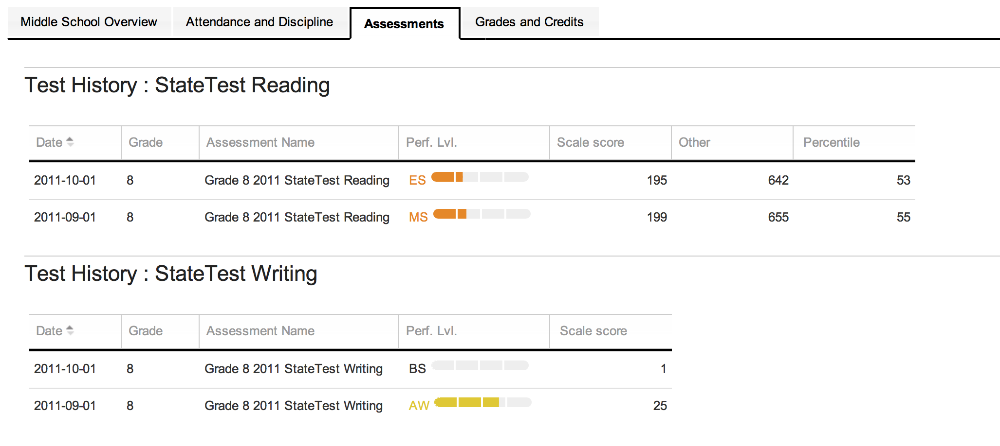 Middle School Overview Attendance and Discipline Assessments Grades and Credits
Test History : StateTest Reading
Date Grade Assessment Name Perf. Lvl. Scale score Other Percentile
2011-10-01 8 Grade 8 2011 StateTest Reading ES 195 642 53
2011-09-01 8 Grade 8 2011 StateTest Reading MS 199 655 55
Test History : StateTest Writing
Date Grade Assessment Name Perf. Lvl. Scale score
2011-10-01 8 Grade 8 2011 StateTest Writing BS 1
2011-09-01 8 Grade 8 2011 StateTest Writing AW 25